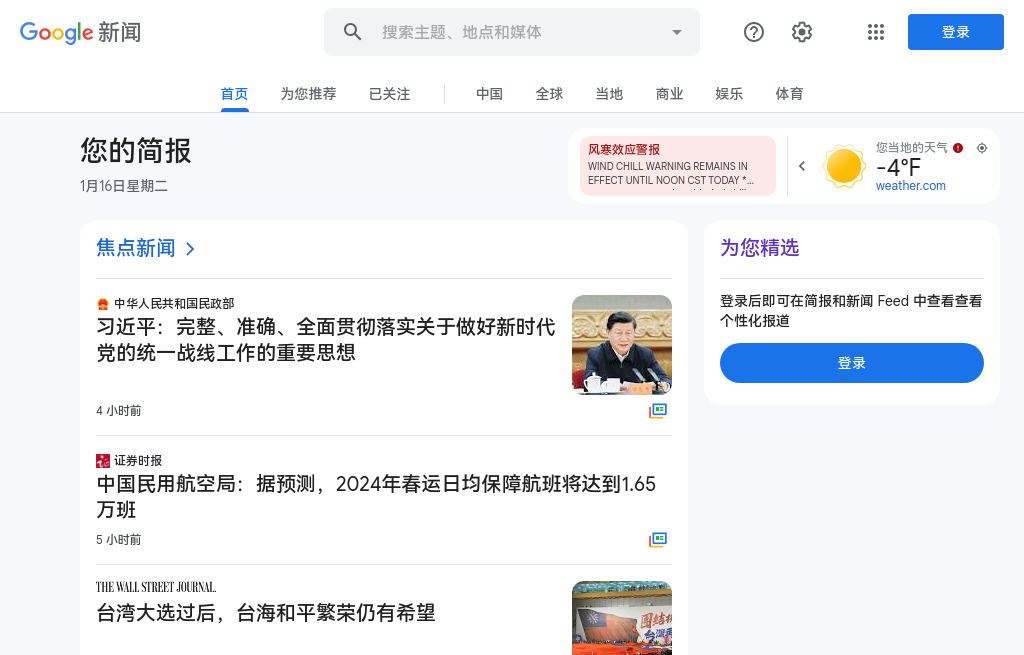 Google 新闻
搜索主题、地点和媒体
登录
首页
为您推荐
已关注
中国
全球
当地
商业
娱乐
体育
您的简报
1月16日星期二
风寒效应警报
WIND CHILL WARNING REMAINS IN
EFFECT UNTIL NOON CST TODAY *...
您当地的天气
-4°F
weather.com
焦点新闻
中华人民共和国民政部
习近平：完整、准确、全面贯彻落实关于做好新时代
党的统一战线工作的重要思想
4 小时前
证券时报
中国民用航空局：据预测，2024年春运日均保障航班将达到1.65
万班
5 小时前
THE WALL STREET JOURNAL.
台湾大选过后，台海和平繁荣仍有希望
为您精选
登录后即可在简报和新闻 Feed 中查看查看
个性化报道
登录